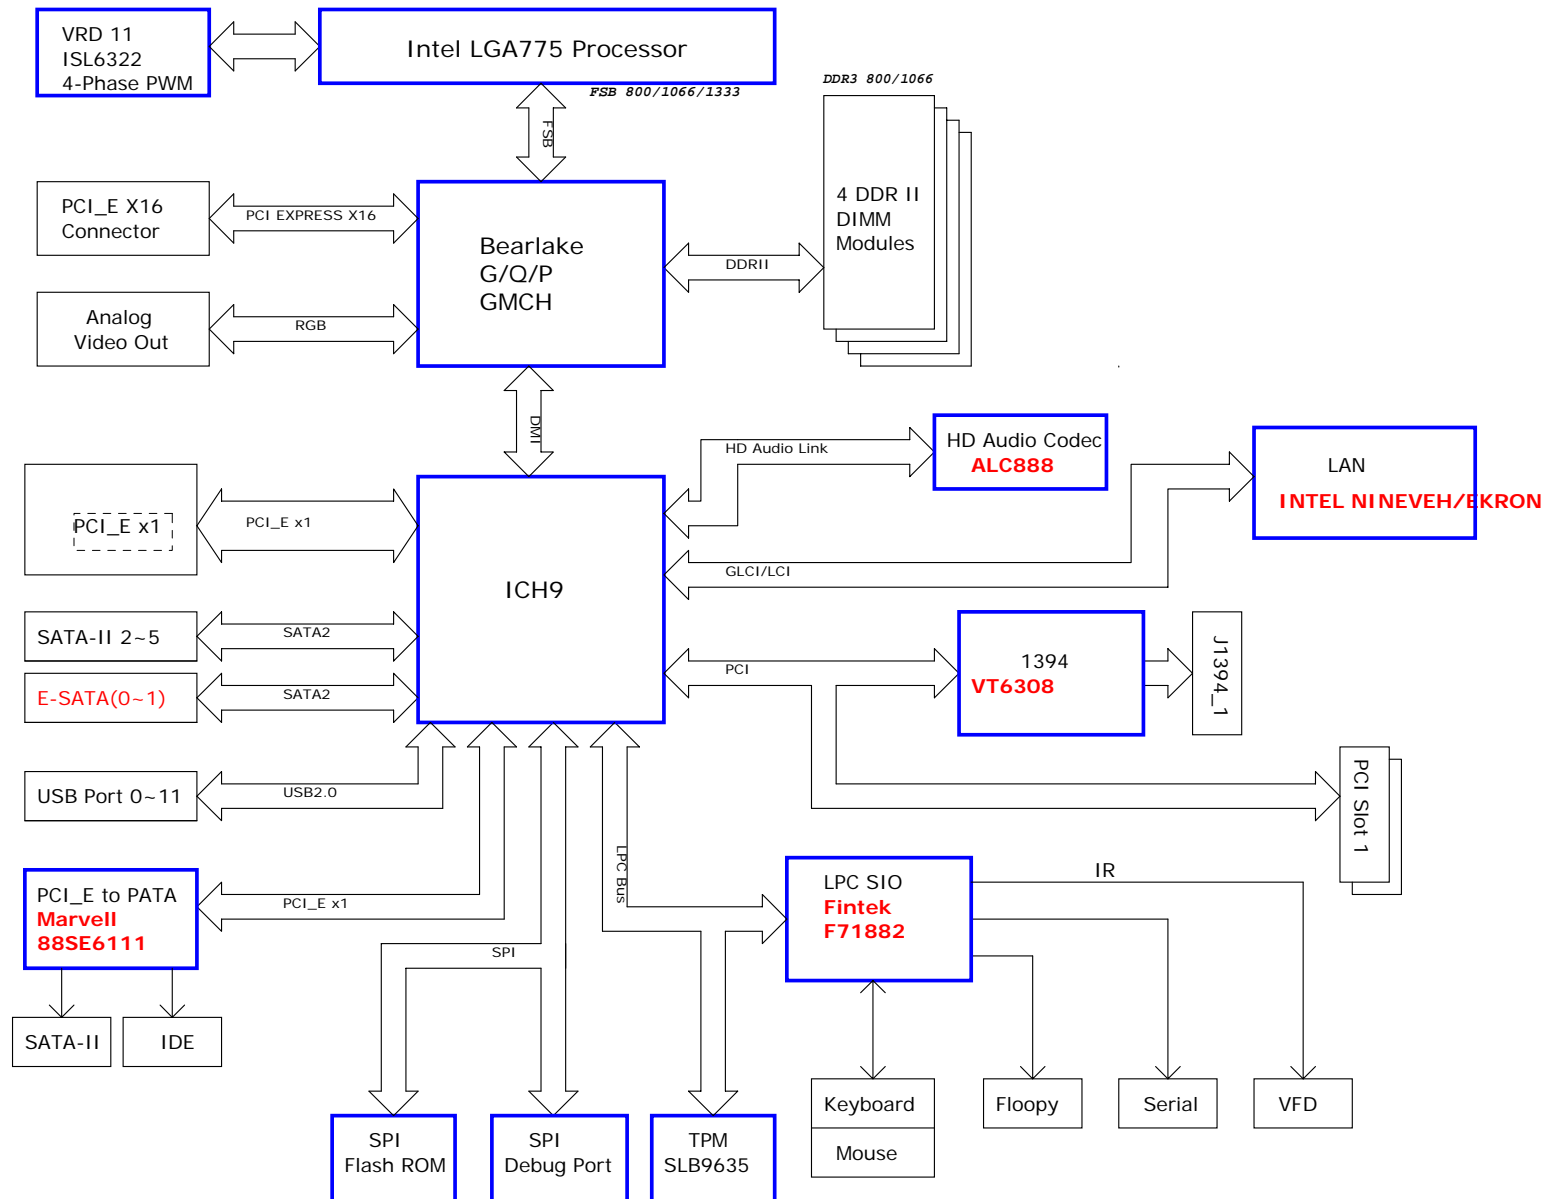 VRD 11
ISL6322
4-Phase PWM
Intel LGA775 Processor
FSB 800/1066/1333
DDR3 800/1066
FSB
PCI_E X16
Connector
PCI EXPRESS X16
Bearlake
G/Q/P
GMCH
DDRII
4 DDR II
DIMM
Modules
Analog
Video Out
RGB
DMI
HD Audio Link
HD Audio Codec
ALC888
LAN
INTEL NINEVEH/EKRON
PCI_E x1
PCI_E x1
ICH9
GLCI/LCI
SATA-II 2~5
SATA2
E-SATA(0~1)
SATA2
PCI
1394
VT6308
J1394_1
USB Port 0~11
USB2.0
PCI Slot 1
PCI_E to PATA
Marvell
88SE6111
PCI_E x1
LPC Bus
LPC SIO
Fintek
F71882
IR
SPI
SATA-II
IDE
Keyboard
Mouse
Floopy
Serial
VFD
SPI
Flash ROM
SPI
Debug Port
TPM
SLB9635